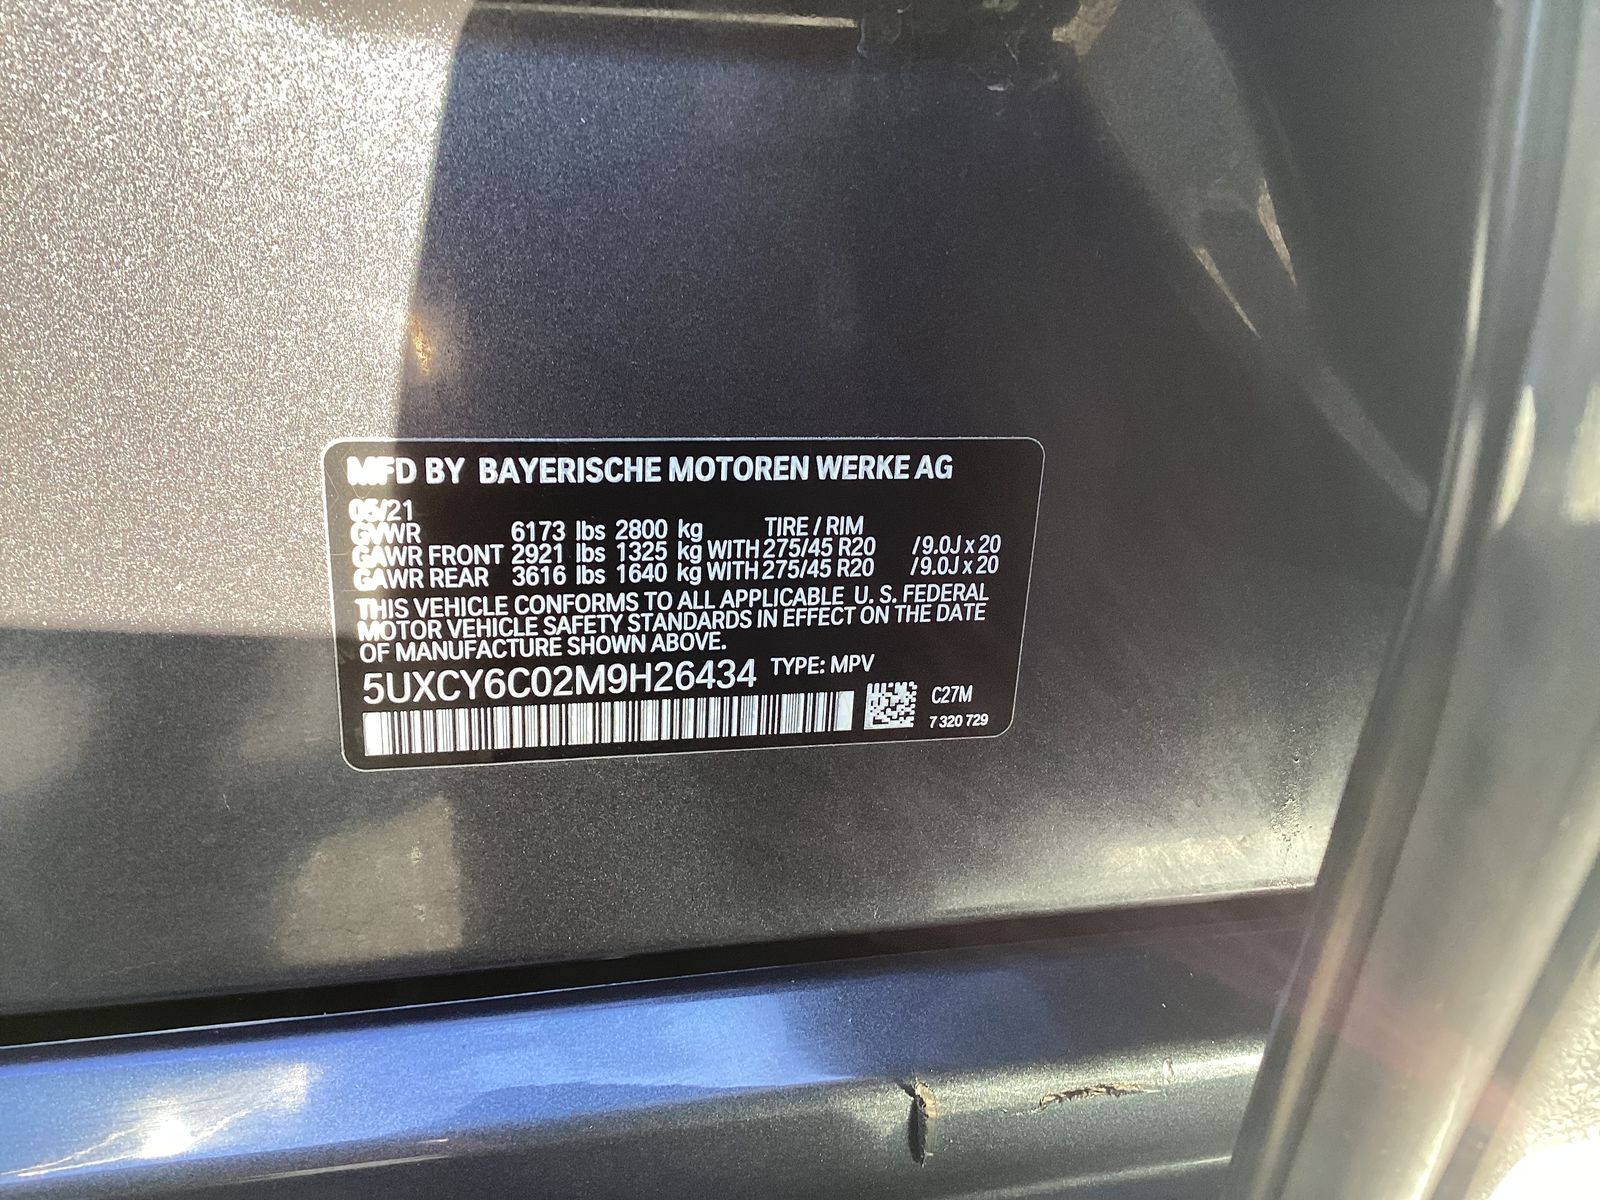 MFD BY BAYERISCHE MOTOREN WERKE AG
05/21
GVWR 6173 lbs 2800 kg TIRE / RIM
GAWR FRONT 2921 lbs 1325 kg WITH 275/45 R20 /9.0J x 20
GAWR REAR 3616 lbs 1640 kg WITH 275/45 R20 /9.0J x 20
THIS VEHICLE CONFORMS TO ALL APPLICABLE U. S. FEDERAL
MOTOR VEHICLE SAFETY STANDARDS IN EFFECT ON THE DATE
OF MANUFACTURE SHOWN ABOVE.
5UXCY6C02M9H26434 TYPE: MPV
C27M
7 320 729